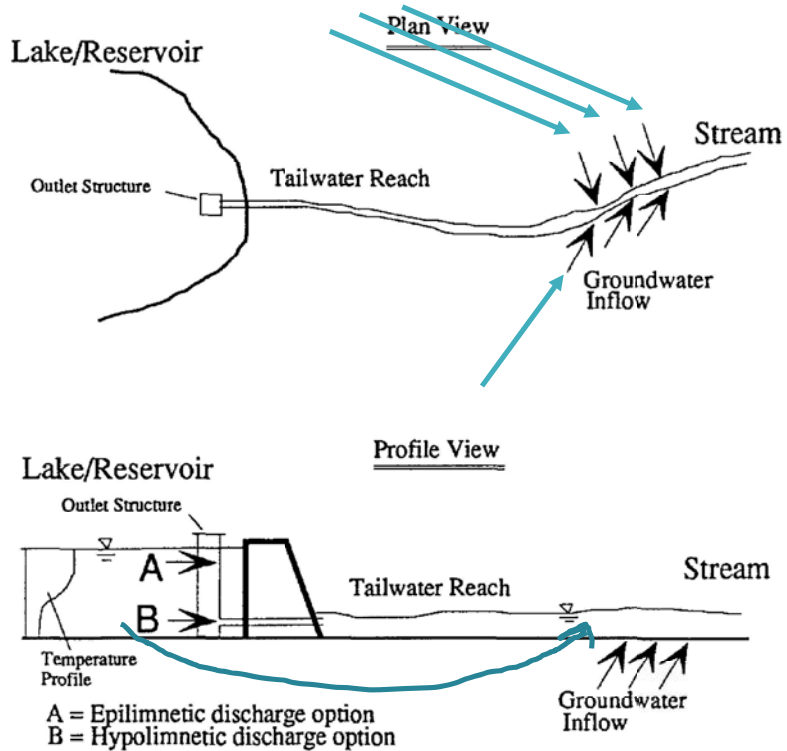 Plan View
Lake/Reservoir
Stream
Outlet Structure
Tailwater Reach
Groundwater
Inflow
Profile View
Lake/Reservoir
Outlet Structure
A
Tailwater Reach
Stream
B
Temperature
Profile
Groundwater
Inflow
A = Epilimnetic discharge option
B = Hypolimnetic discharge option